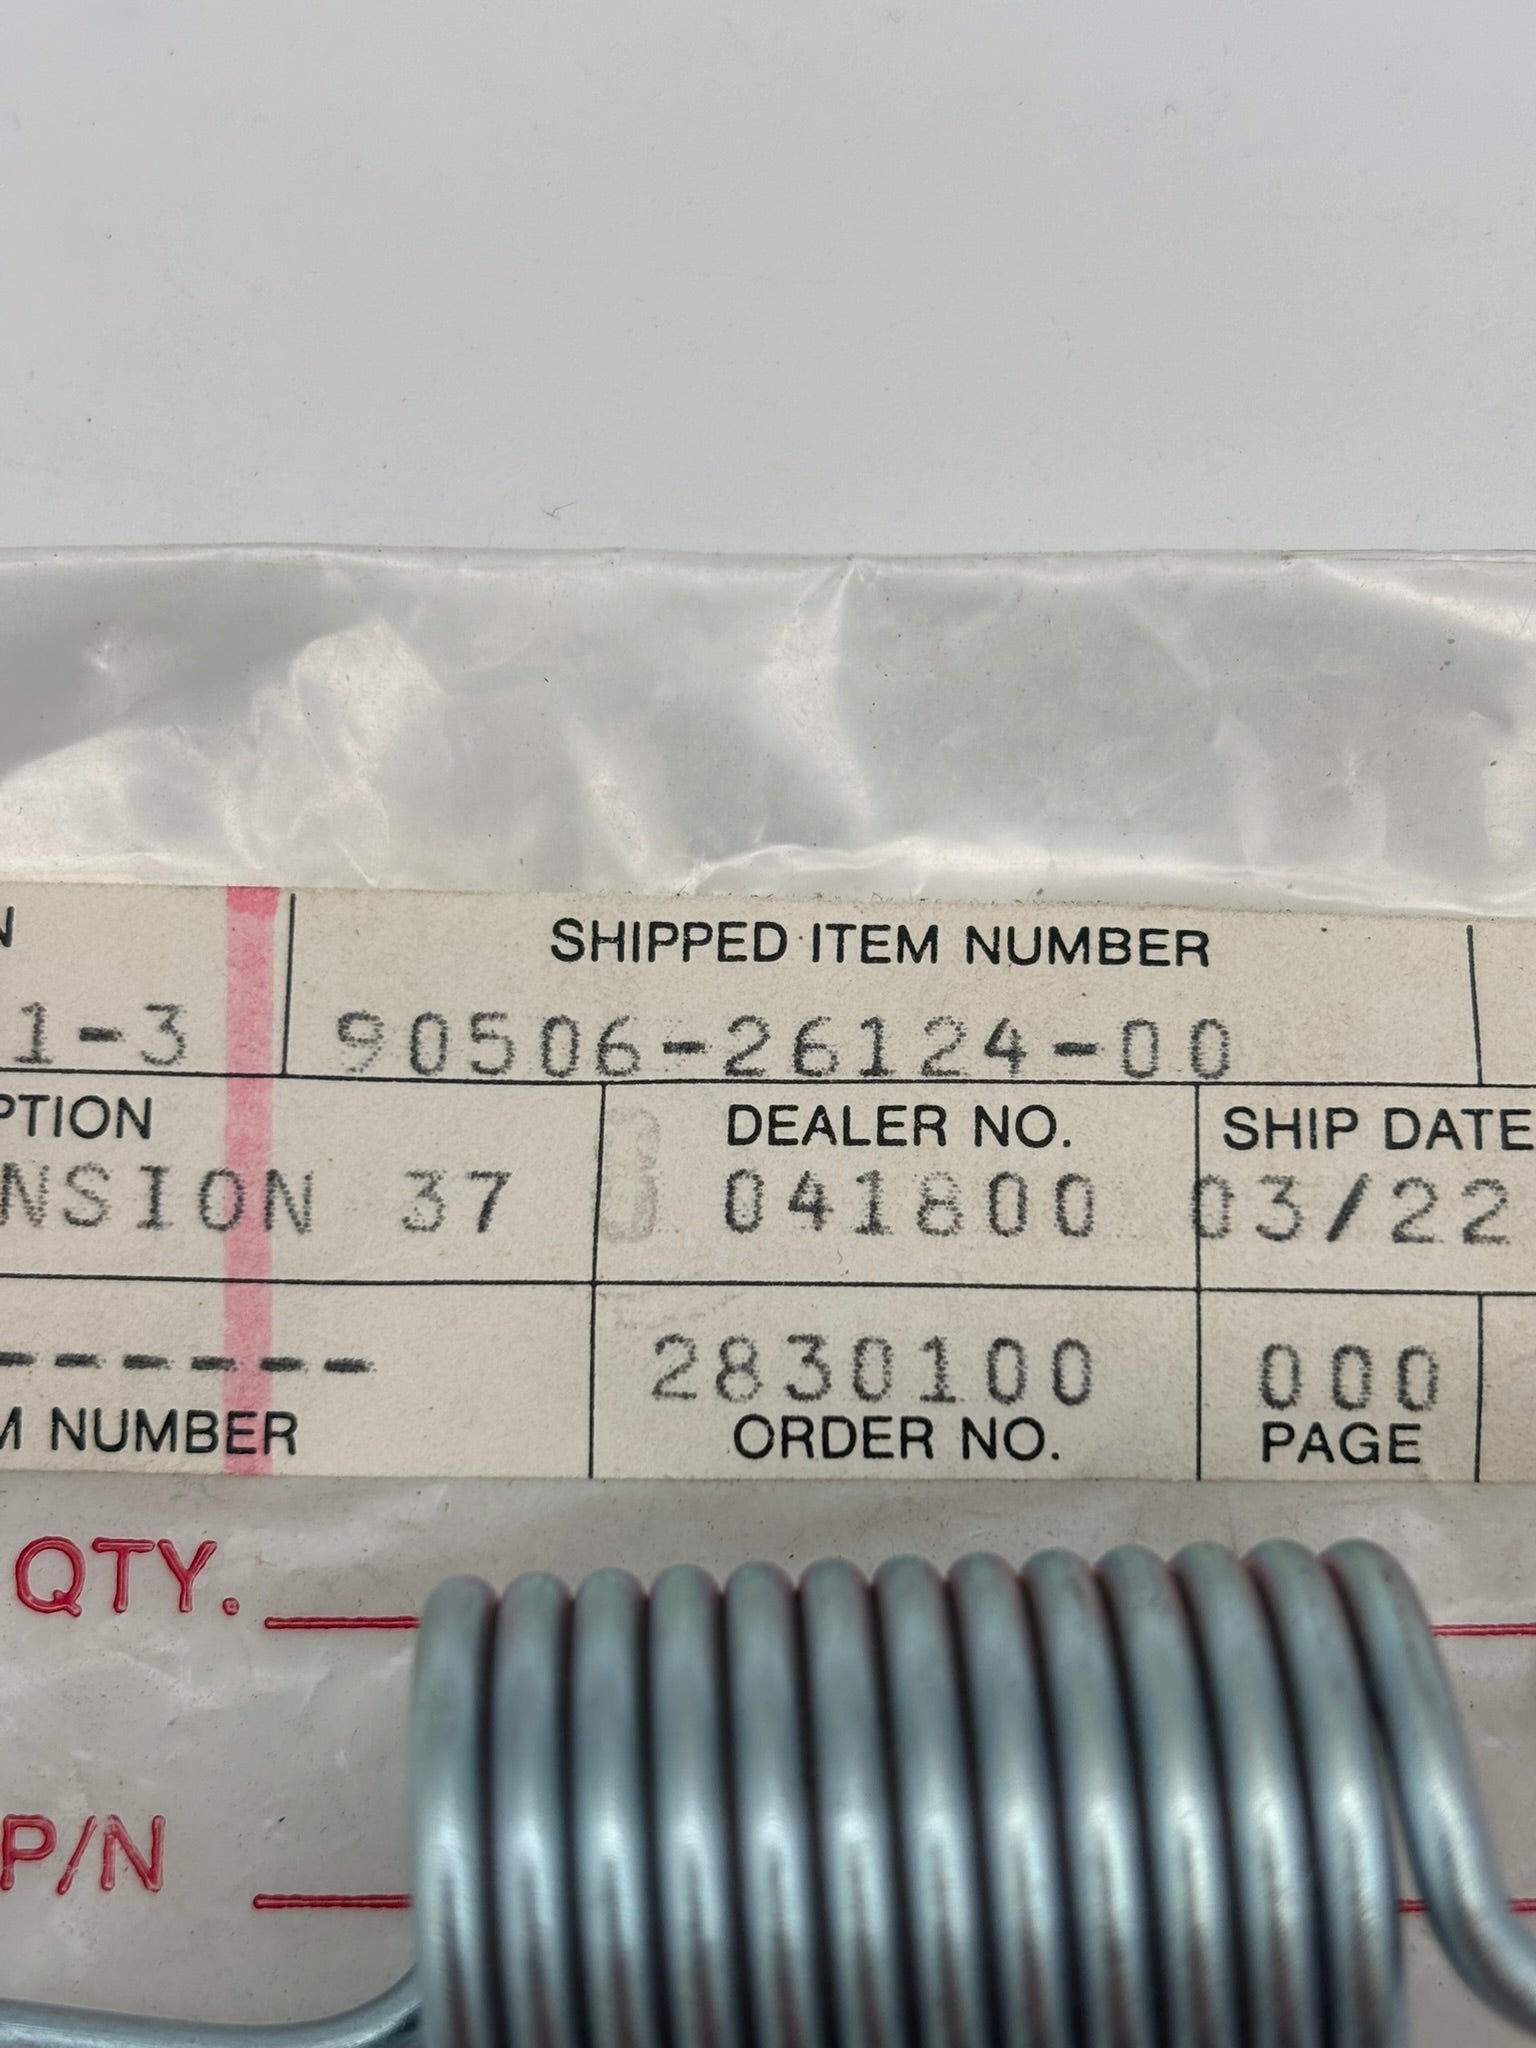 N SHIPPED ITEM NUMBER
1-3 90506-26124-00
PTION DEALER NO. SHIP DATE
NSION 37 041800 03/22
------ 2830100 000
M NUMBER ORDER NO. PAGE
QTY.
P/N